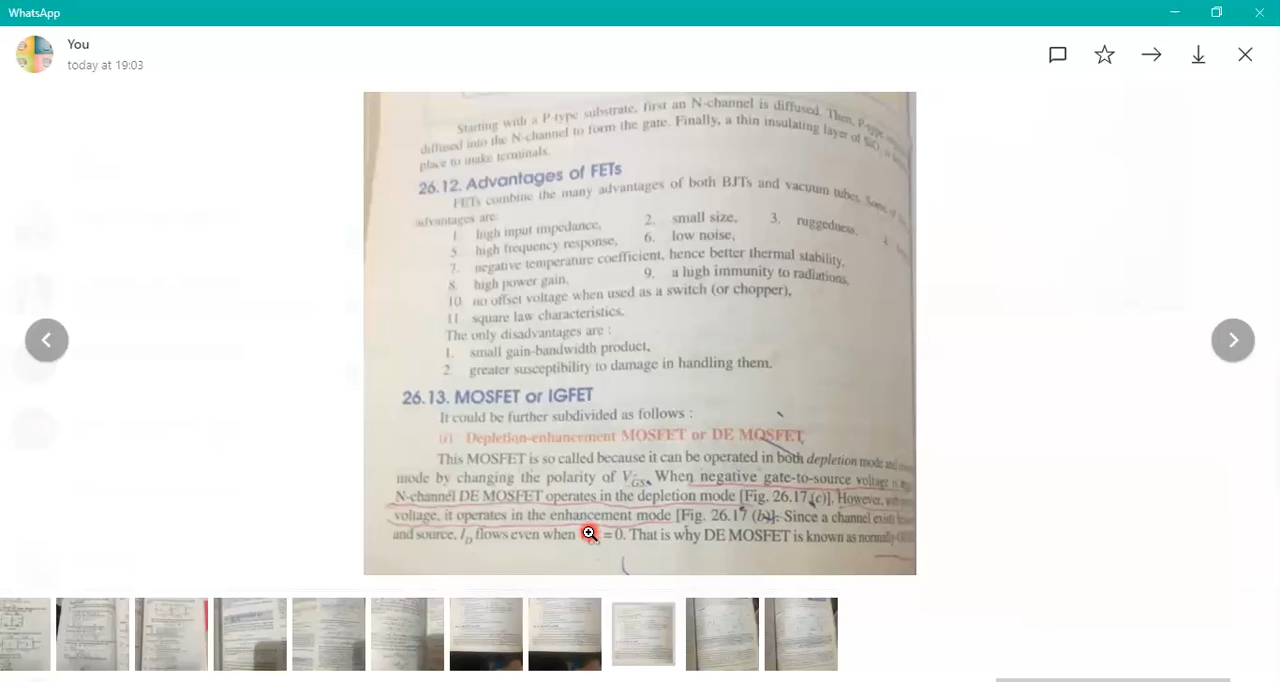 WhatsApp
You
today at 19:03
Starting with a P-type substrate, first an N-channel is diffused. Then, P-type
diffused into the N-channel to form the gate. Finally, a thin insulating layer of SiO2 is
place to make terminals.
26.12. Advantages of FETs
FETs combine the many advantages of both BJTs and vacuum tubes. Some of
advantages are:
1. high input impedance, 2. small size, 3. ruggedness, 4.
5. high frequency response, 6. low noise,
7. negative temperature coefficient, hence better thermal stability,
8. high power gain, 9. a high immunity to radiations,
10. no offset voltage when used as a switch (or chopper),
11 square law characteristics.
The only disadvantages are :
1. small gain-bandwidth product,
2 greater susceptibility to damage in handling them.
26.13. MOSFET or IGFET
It could be further subdivided as follows :
(i) Depletion-enhancement MOSFET or DE MOSFET
This MOSFET is so called because it can be operated in both depletion mode and
mode by changing the polarity of VGS. When negative gate-to-source voltage is
N-channel DE MOSFET operates in the depletion mode [Fig. 26.17 (c)]. However, with
voltage, it operates in the enhancement mode [Fig. 26.17 (b)]. Since a channel exists
and source, ID flows even when = 0. That is why DE MOSFET is known as normally